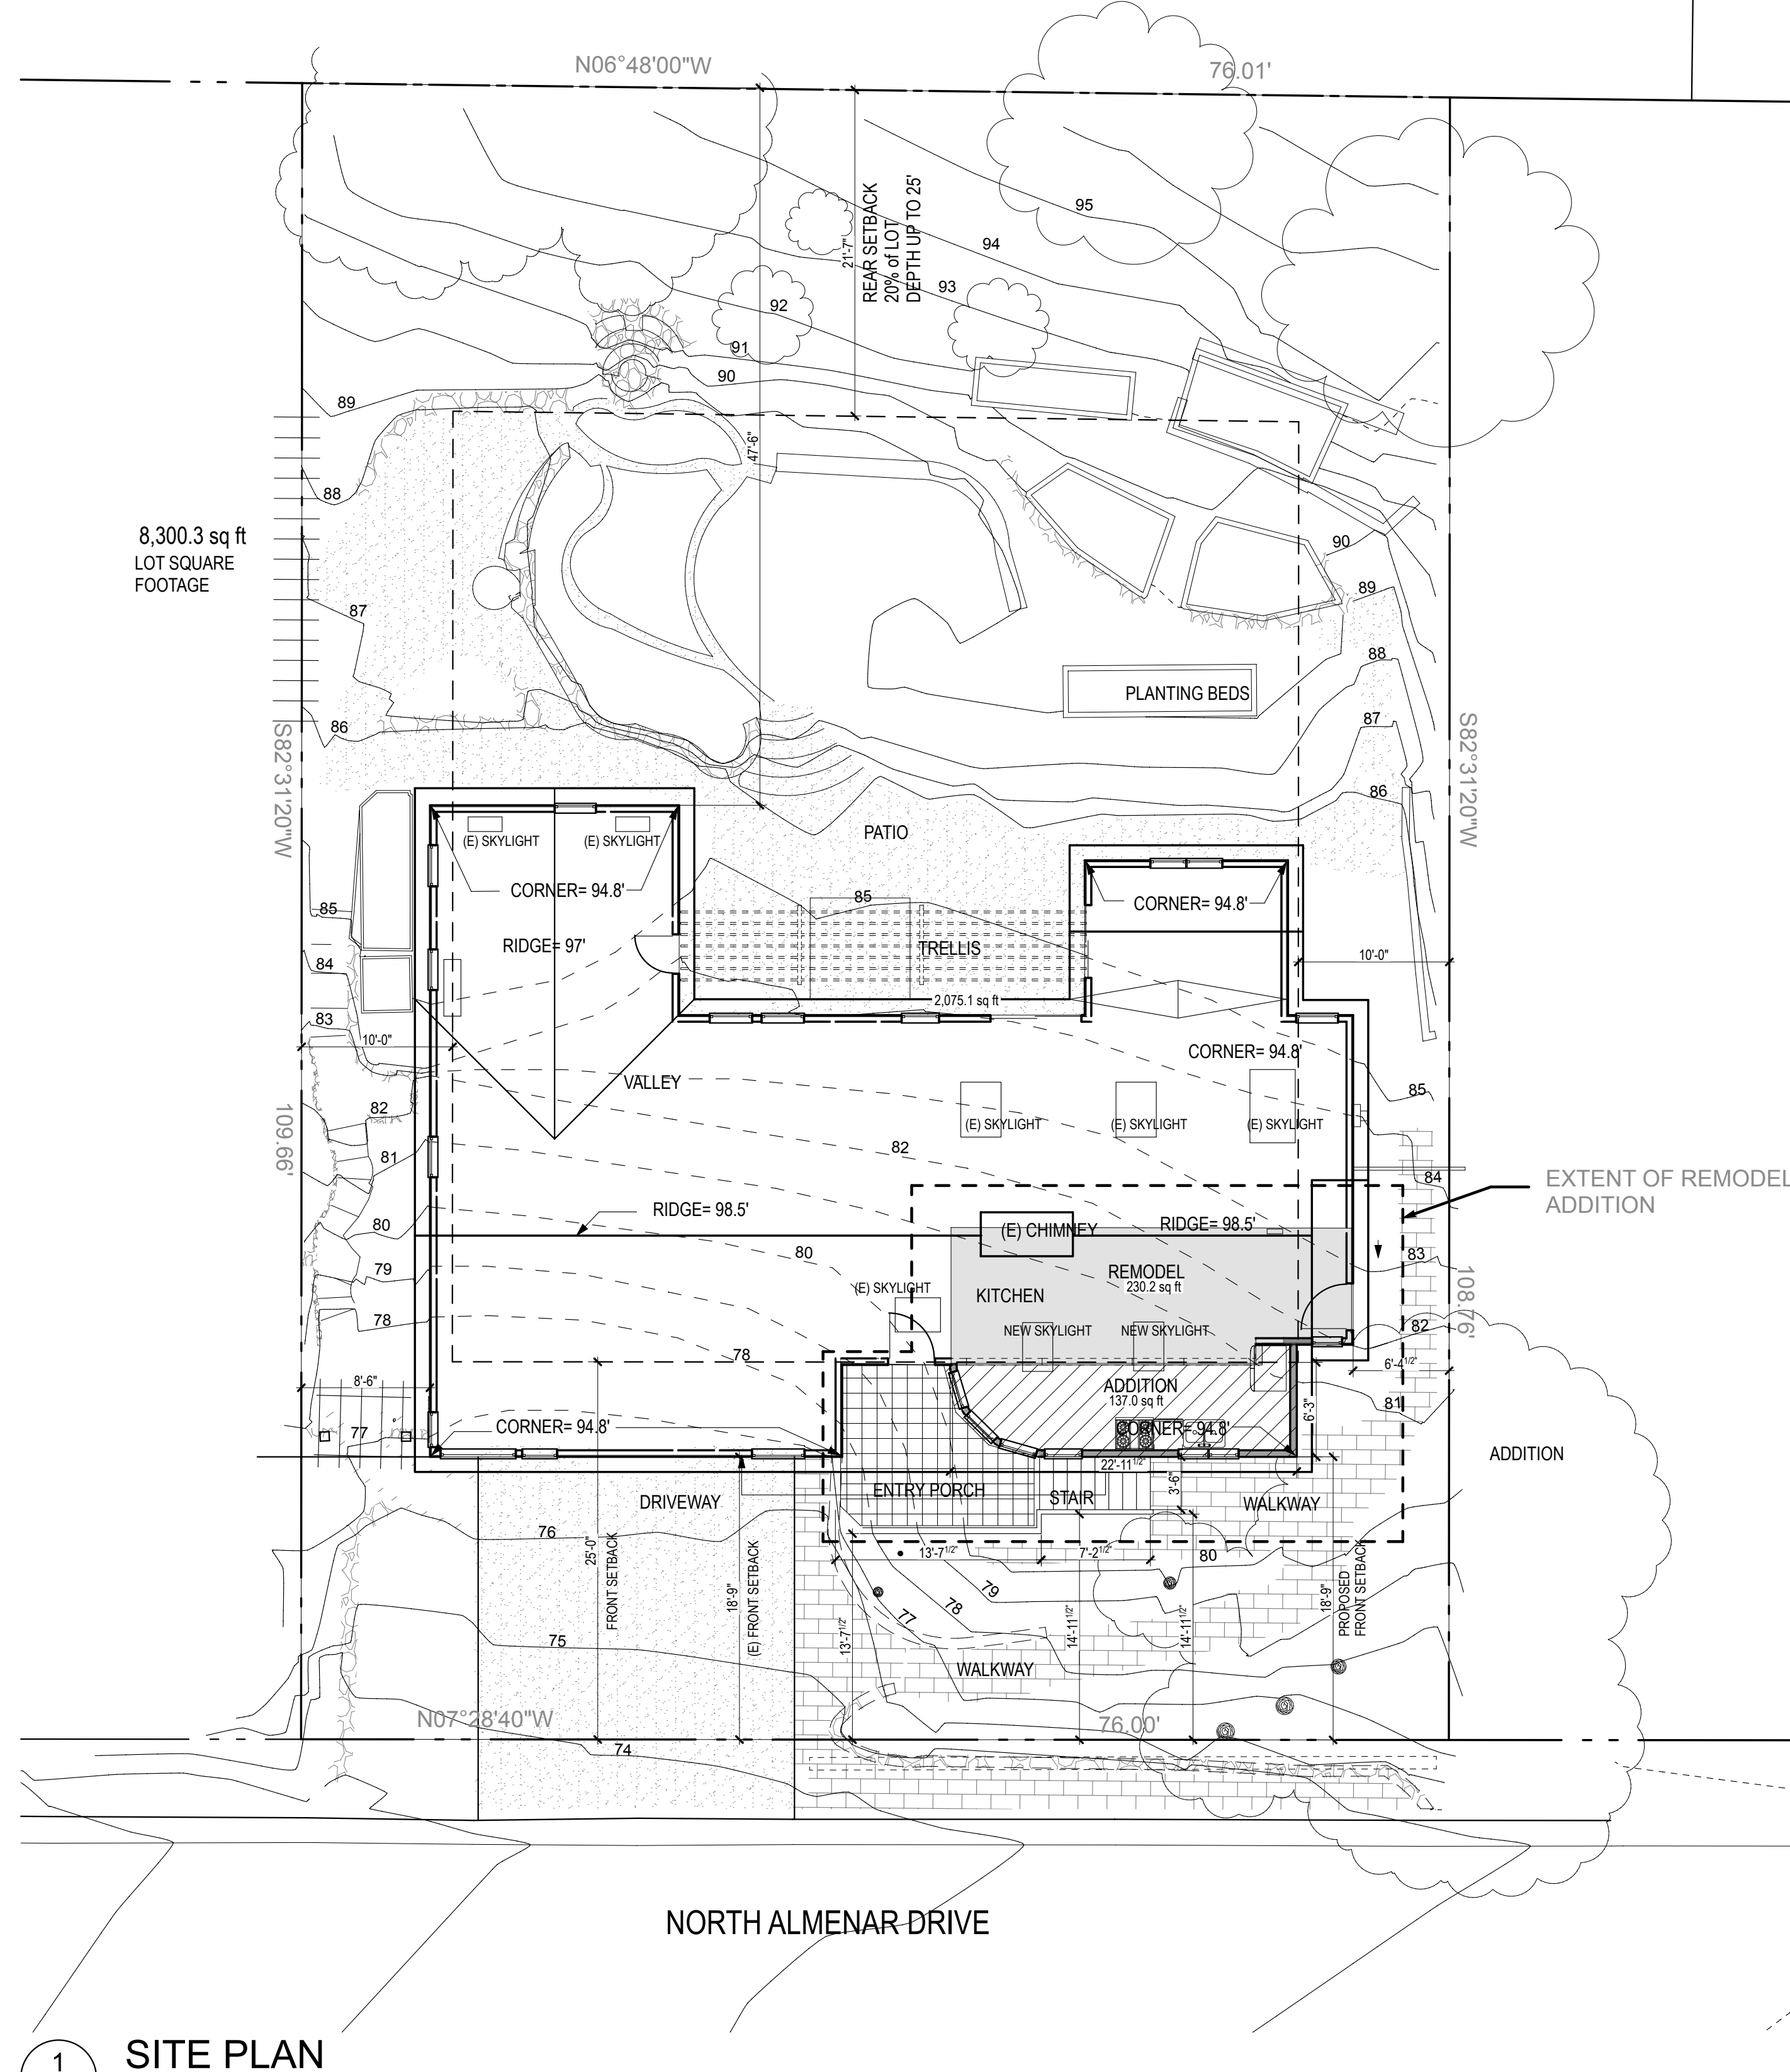 N06°48'00"W
76.01'
95
94
93
92
91
90
89
88
87
86
21'-7"
REAR SETBACK
20% of LOT
DEPTH UP TO 25'
47'-6"
8,300.3 sq ft
LOT SQUARE
FOOTAGE
90
89
88
87
86
PLANTING BEDS
S82°31'20"W
S82°31'20"W
PATIO
(E) SKYLIGHT
(E) SKYLIGHT
CORNER= 94.8'
CORNER= 94.8'
85
85
RIDGE= 97'
TRELLIS
10'-0"
84
2,075.1 sq ft
83
10'-0"
CORNER= 94.8'
VALLEY
85
82
109.66'
(E) SKYLIGHT
(E) SKYLIGHT
(E) SKYLIGHT
82
81
84
EXTENT OF REMODEL
ADDITION
RIDGE= 98.5'
80
(E) CHIMNEY
RIDGE= 98.5'
80
83
79
REMODEL
230.2 sq ft
(E) SKYLIGHT
KITCHEN
108.76'
78
NEW SKYLIGHT
NEW SKYLIGHT
82
78
6'-4 1/2"
8'-6"
ADDITION
137.0 sq ft
6'-3"
81
77
CORNER= 94.8'
CORNER= 94.8'
ADDITION
22'-11 1/2"
ENTRY PORCH
STAIR
3'-6"
DRIVEWAY
WALKWAY
76
13'-7 1/2"
7'-2 1/2"
80
25'-0"
FRONT SETBACK
18'-9"
(E) FRONT SETBACK
79
78
77
13'-7 1/2"
14'-11 1/2"
14'-11 1/2"
18'-9"
PROPOSED
FRONT SETBACK
75
WALKWAY
N07°28'40"W
76.00'
74
NORTH ALMENAR DRIVE
1
SITE PLAN